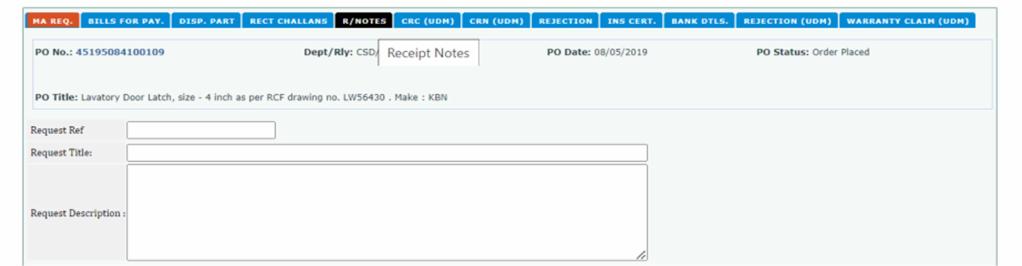 MA REQ. BILLS FOR PAY. DISP. PART RECT CHALLANS R/NOTES CRC (UDM) CRN (UDM) REJECTION INS CERT. BANK DTLS. REJECTION (UDM) WARRANTY CLAIM (UDM)
PO No.: 45195084100109 Dept/Rly: CSD/ Receipt Notes PO Date: 08/05/2019 PO Status: Order Placed
PO Title: Lavatory Door Latch, size - 4 inch as per RCF drawing no. LW56430 . Make : KBN
Request Ref
Request Title:
Request Description :